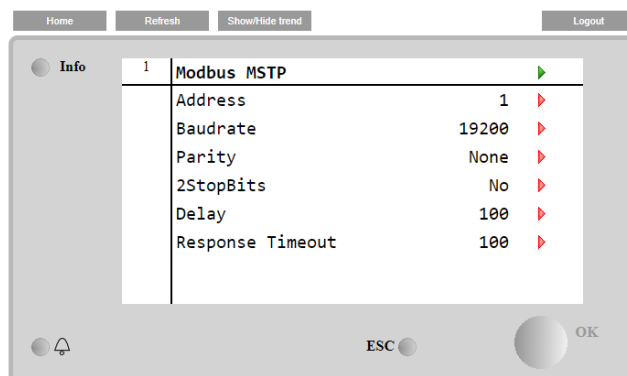 Home Refresh Show/Hide trend Logout
Info
1 Modbus MSTP
Address 1
Baudrate 19200
Parity None
2StopBits No
Delay 100
Response Timeout 100
ESC
OK